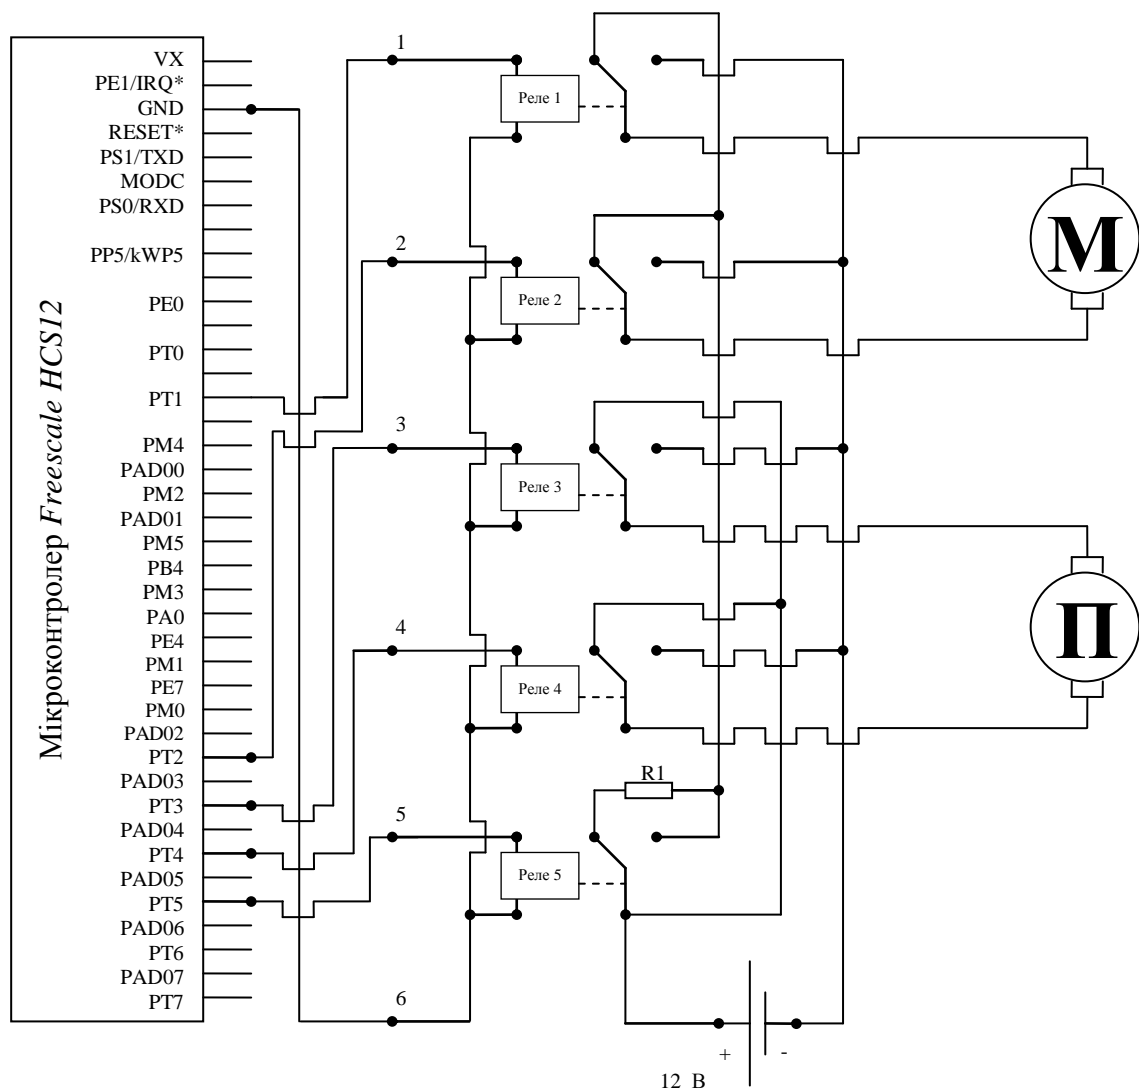 Мікроконтролер Freescale HCS12
VX
PE1/IRQ*
GND
RESET*
PS1/TXD
MODC
PS0/RXD
PP5/kWP5
PE0
PT0
PT1
PM4
PAD00
PM2
PAD01
PM5
PB4
PM3
PA0
PE4
PM1
PE7
PM0
PAD02
PT2
PAD03
PT3
PAD04
PT4
PAD05
PT5
PAD06
PT6
PAD07
PT7
1
2
3
4
5
6
Реле 1
Реле 2
Реле 3
Реле 4
Реле 5
R1
М
П
+ -
12 В